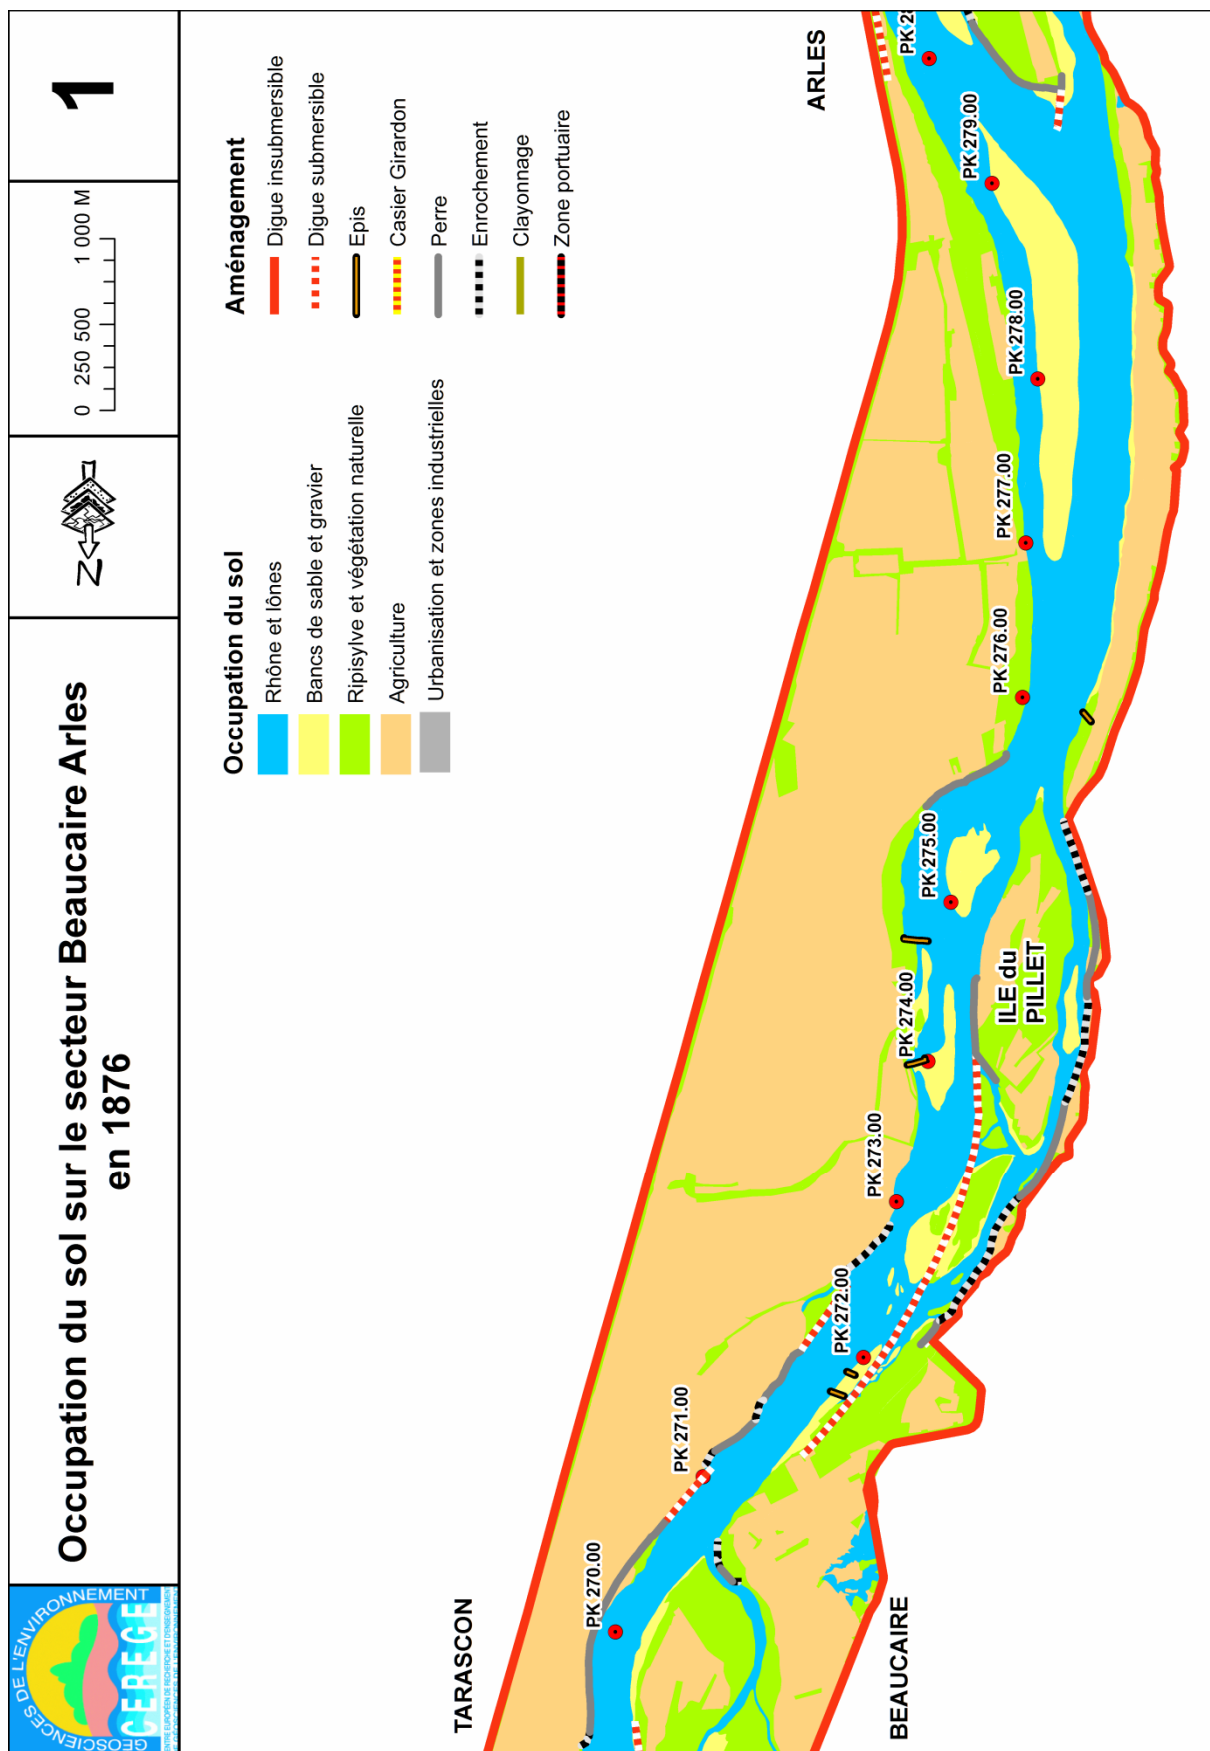 Occupation du sol sur le secteur Beaucaire Arles
en 1876
N
0 250 500 1 000 M
1
GEOSCIENCES DE L'ENVIRONNEMENT
CEREGE
Occupation du sol
Rhône et lônes
Bancs de sable et gravier
Ripisylve et végétation naturelle
Agriculture
Urbanisation et zones industrielles
Aménagement
Digue insubmersible
Digue submersible
Epis
Casier Girardon
Perre
Enrochement
Clayonnage
Zone portuaire
TARASCON
BEAUCAIRE
ARLES
PK 270.00
PK 271.00
PK 272.00
PK 273.00
PK 274.00
PK 275.00
PK 276.00
PK 277.00
PK 278.00
PK 279.00
PK 28
ILE du
PILLET